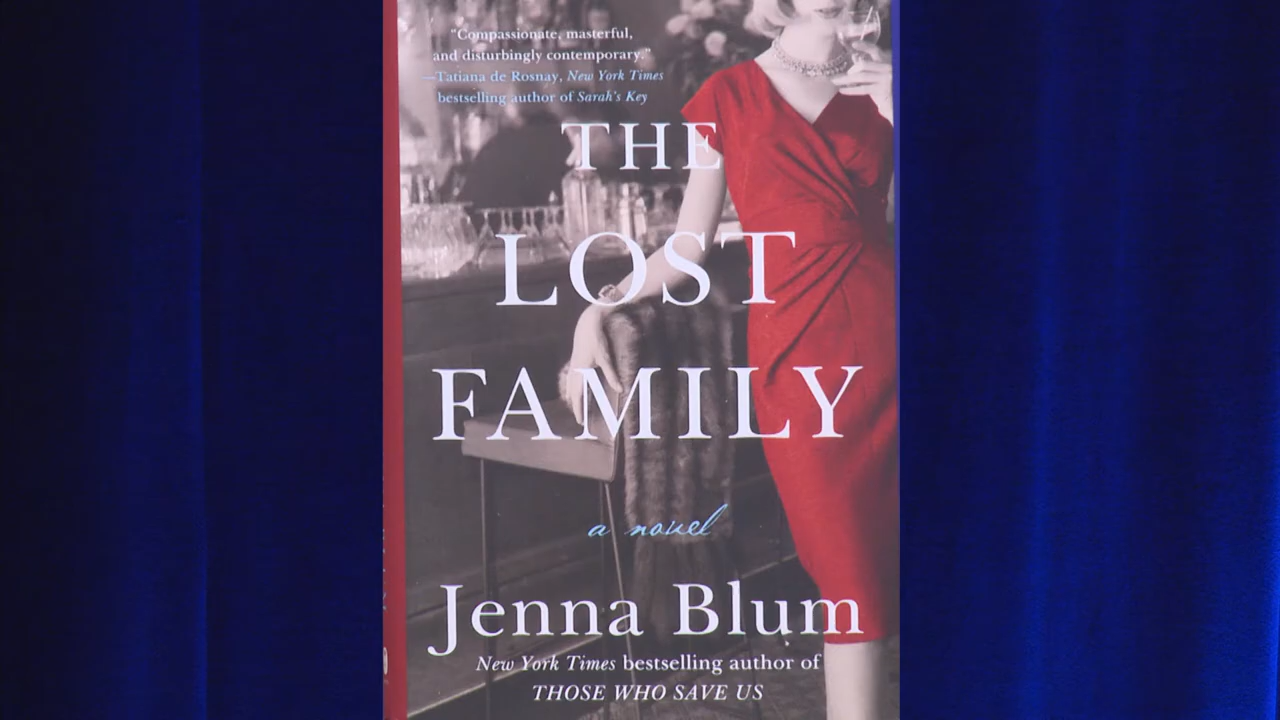 “Compassionate, masterful,
and disturbingly contemporary.”
—Tatiana de Rosnay, New York Times
bestselling author of Sarah's Key
THE
LOST
FAMILY
a novel
Jenna Blum
New York Times bestselling author of
THOSE WHO SAVE US